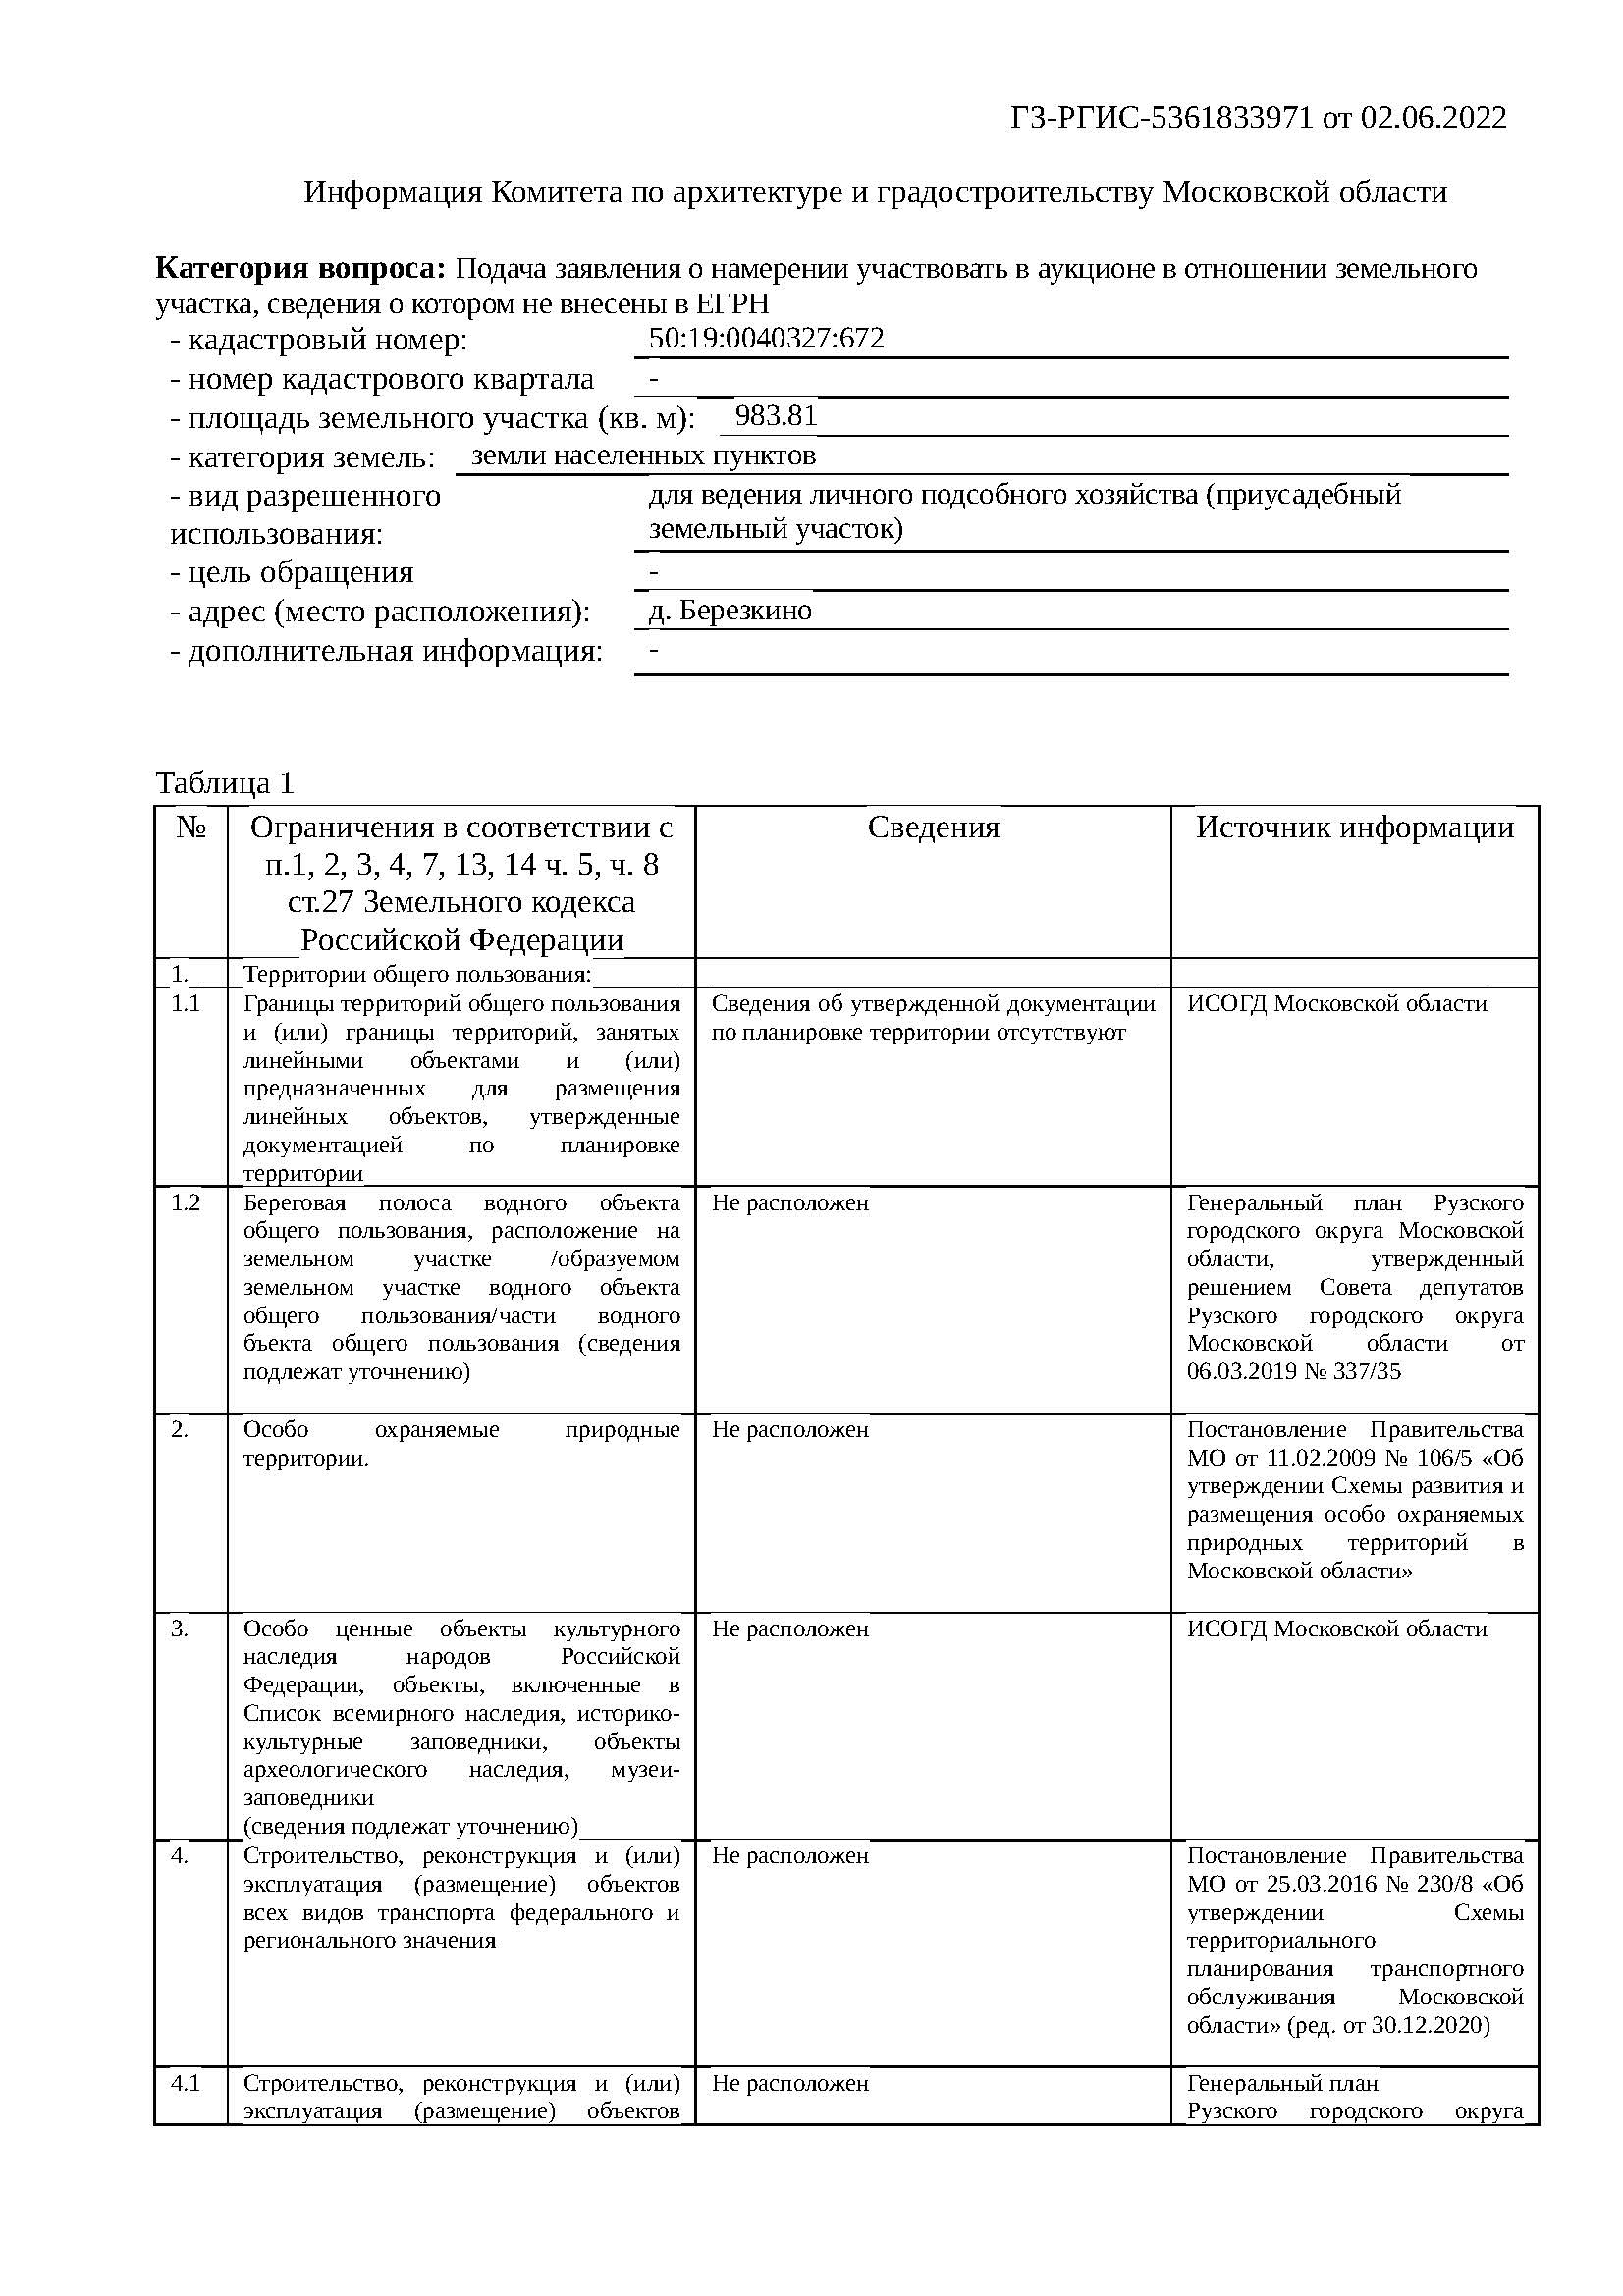 ГЗ-РГИС-5361833971 от 02.06.2022
Информация Комитета по архитектуре и градостроительству Московской области
Категория вопроса: Подача заявления о намерении участвовать в аукционе в отношении земельного
участка, сведения о котором не внесены в ЕГРН
- кадастровый номер: 50:19:0040327:672
- номер кадастрового квартала -
- площадь земельного участка (кв. м): 983.81
- категория земель: земли населенных пунктов
- вид разрешенного
использования:
для ведения личного подсобного хозяйства (приусадебный
земельный участок)
- цель обращения -
- адрес (место расположения): д. Березкино
- дополнительная информация: -
Таблица 1
№
Ограничения в соответствии с
п.1, 2, 3, 4, 7, 13, 14 ч. 5, ч. 8
ст.27 Земельного кодекса
Российской Федерации
Сведения
Источник информации
1.
Территории общего пользования:
1.1
Границы территорий общего пользования
и (или) границы территорий, занятых
линейными объектами и (или)
предназначенных для размещения
линейных объектов, утвержденные
документацией по планировке
территории
Сведения об утвержденной документации
по планировке территории отсутствуют
ИСОГД Московской области
1.2
Береговая полоса водного объекта
общего пользования, расположение на
земельном участке /образуемом
земельном участке водного объекта
общего пользования/части водного
бъекта общего пользования (сведения
подлежат уточнению)
Не расположен
Генеральный план Рузского
городского округа Московской
области, утвержденный
решением Совета депутатов
Рузского городского округа
Московской области от
06.03.2019 № 337/35
2.
Особо охраняемые природные
территории.
Не расположен
Постановление Правительства
МО от 11.02.2009 № 106/5 «Об
утверждении Схемы развития и
размещения особо охраняемых
природных территорий в
Московской области»
3.
Особо ценные объекты культурного
наследия народов Российской
Федерации, объекты, включенные в
Список всемирного наследия, историко-
культурные заповедники, объекты
археологического наследия, музеи-
заповедники
(сведения подлежат уточнению)
Не расположен
ИСОГД Московской области
4.
Строительство, реконструкция и (или)
эксплуатация (размещение) объектов
всех видов транспорта федерального и
регионального значения
Не расположен
Постановление Правительства
МО от 25.03.2016 № 230/8 «Об
утверждении Схемы
территориального
планирования транспортного
обслуживания Московской
области» (ред. от 30.12.2020)
4.1
Строительство, реконструкция и (или)
эксплуатация (размещение) объектов
Не расположен
Генеральный план
Рузского городского округа